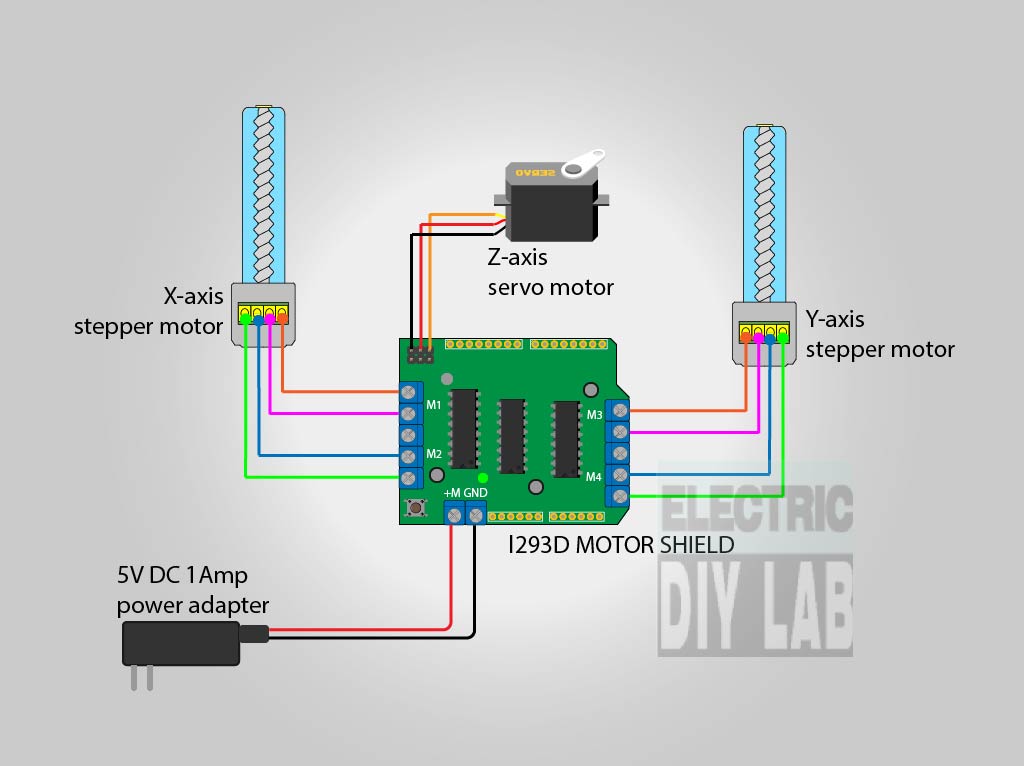 SERVO
Z-axis
servo motor
X-axis
stepper motor
Y-axis
stepper motor
M1
M3
M2
M4
+M GND
l293D MOTOR SHIELD
ELECTRIC
DIY LAB
5V DC 1Amp
power adapter